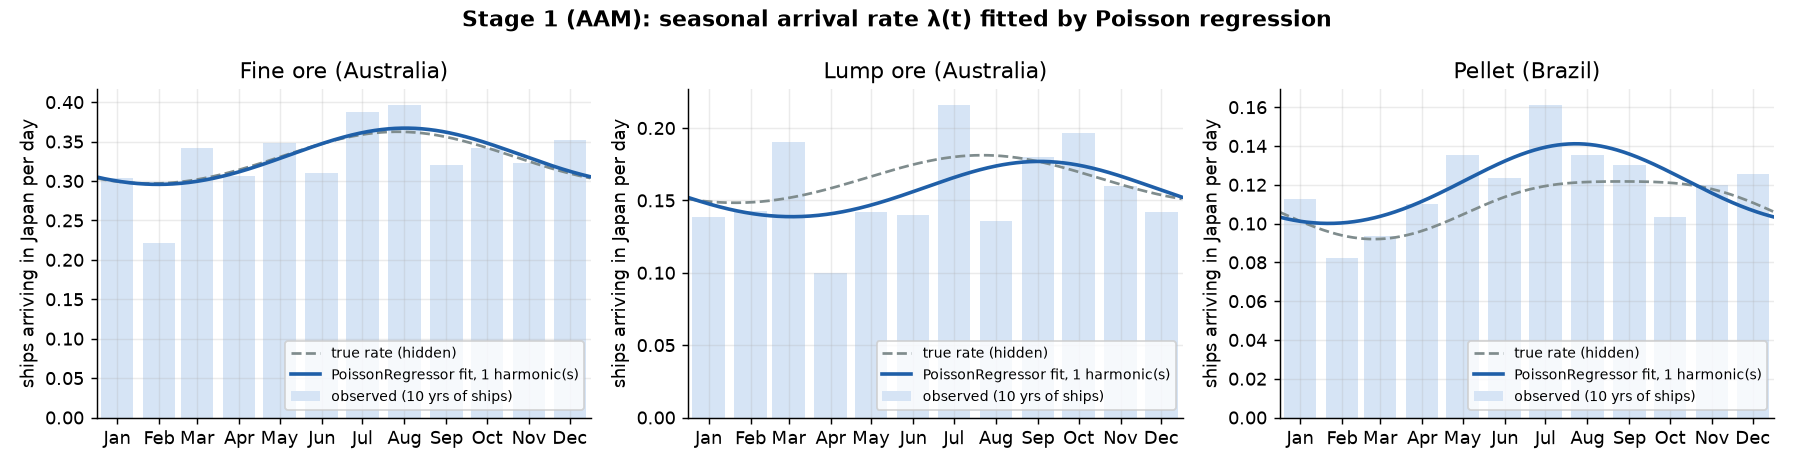 Stage 1 (AAM): seasonal arrival rate λ(t) fitted by Poisson regression
Fine ore (Australia)
ships arriving in Japan per day
0.40
0.35
0.30
0.25
0.20
0.15
0.10
0.05
0.00
true rate (hidden)
PoissonRegressor fit, 1 harmonic(s)
observed (10 yrs of ships)
Jan Feb Mar Apr May Jun Jul Aug Sep Oct Nov Dec
Lump ore (Australia)
ships arriving in Japan per day
0.20
0.15
0.10
0.05
0.00
true rate (hidden)
PoissonRegressor fit, 1 harmonic(s)
observed (10 yrs of ships)
Jan Feb Mar Apr May Jun Jul Aug Sep Oct Nov Dec
Pellet (Brazil)
ships arriving in Japan per day
0.16
0.14
0.12
0.10
0.08
0.06
0.04
0.02
0.00
true rate (hidden)
PoissonRegressor fit, 1 harmonic(s)
observed (10 yrs of ships)
Jan Feb Mar Apr May Jun Jul Aug Sep Oct Nov Dec